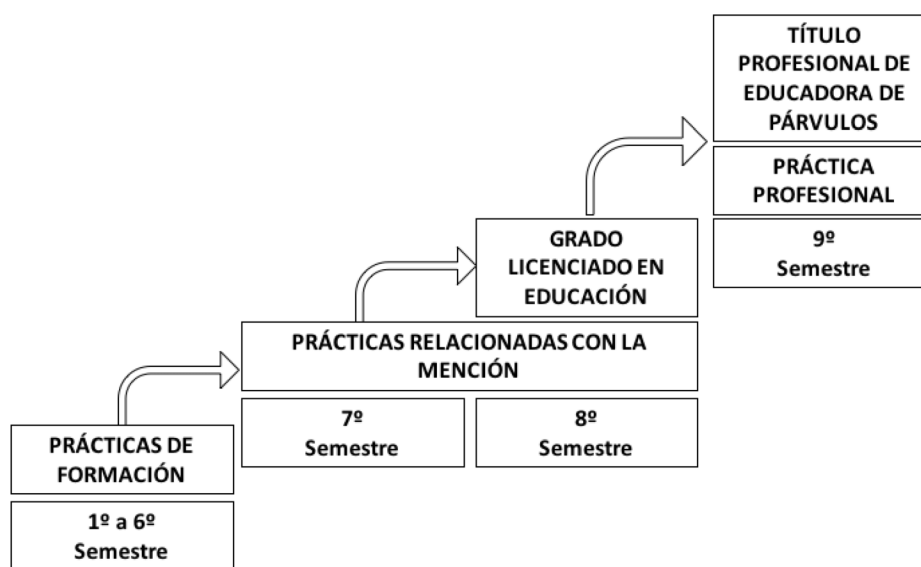 TÍTULO
PROFESIONAL DE
EDUCADORA DE
PÁRVULOS
PRÁCTICA
PROFESIONAL
9º
Semestre
GRADO
LICENCIADO EN
EDUCACIÓN
PRÁCTICAS RELACIONADAS CON LA
MENCIÓN
7º
Semestre
8º
Semestre
PRÁCTICAS DE
FORMACIÓN
1º a 6º
Semestre